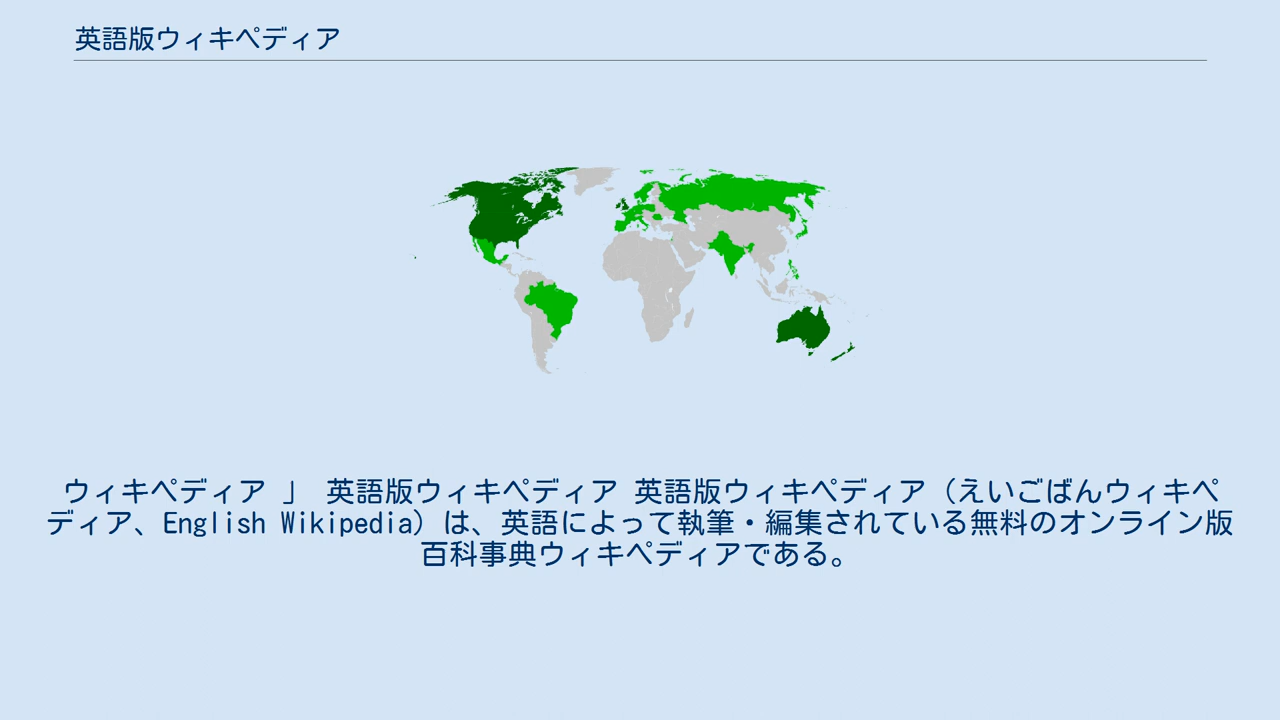 英語版ウィキペディア
ウィキペディア 」 英語版ウィキペディア 英語版ウィキペディア（えいごばんウィキペ
ディア、English Wikipedia）は、英語によって執筆・編集されている無料のオンライン版
百科事典ウィキペディアである。